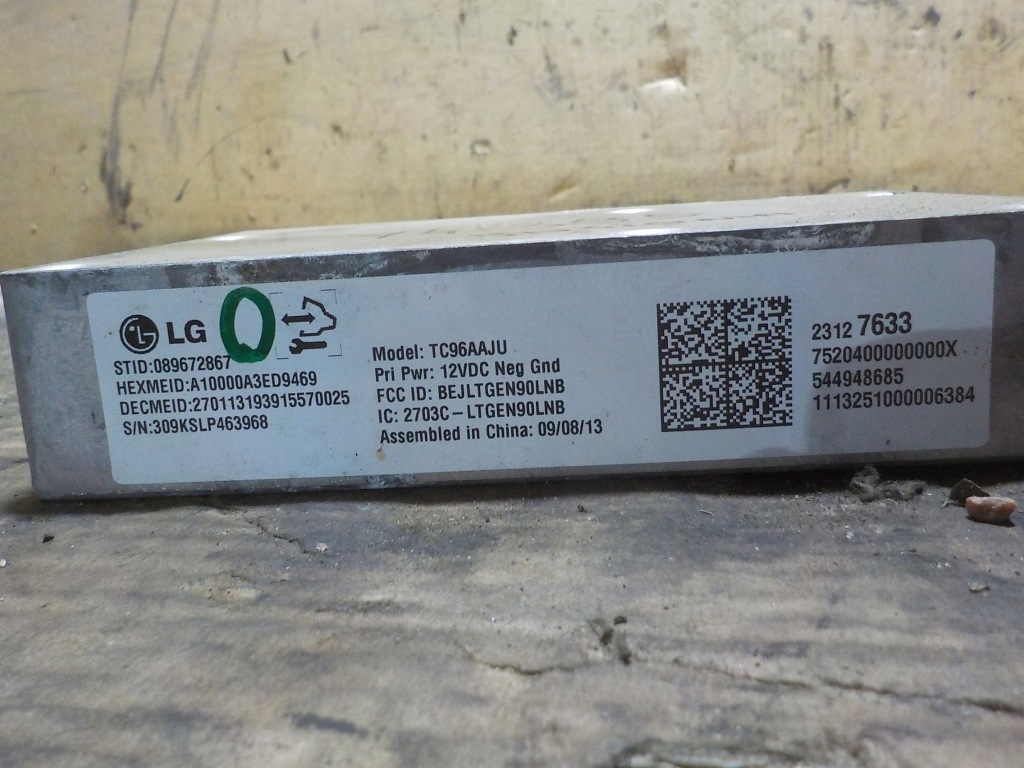 LG
STID:089672867
HEXMEID:A10000A3ED9469
DECMEID:270113193915570025
S/N:309KSLP463968
Model: TC96AAJU
Pri Pwr: 12VDC Neg Gnd
FCC ID: BEJLTGEN90LNB
IC: 2703C-LTGEN90LNB
Assembled in China: 09/08/13
2312 7633
7520400000000X
544948685
1113251000006384